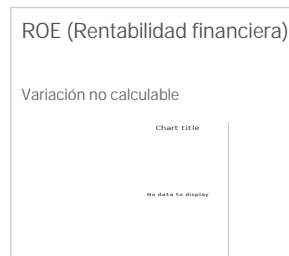 ROE (Rentabilidad financiera)
Variación no calculable
Chart title
No data to display